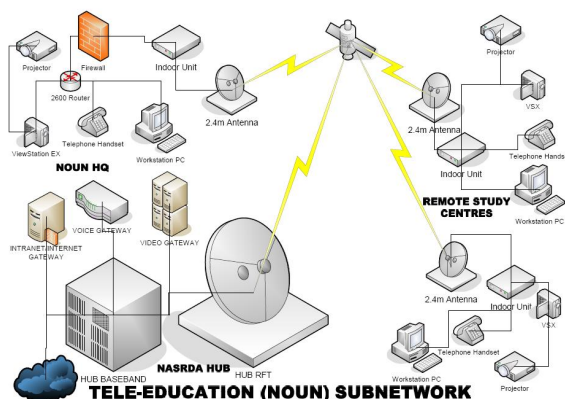 Projector
Firewall
Indoor Unit
2600 Router
2.4m Antenna
ViewStation EX
Telephone Handset
Workstation PC
NOUN HQ
Projector
VSX
2.4m Antenna
Telephone Hands
Indoor Unit
REMOTE STUDY
CENTRES
Workstation PC
VOICE GATEWAY
VIDEO GATEWAY
INTRANET/INTERNET
GATEWAY
2.4m Antenna
Indoor Unit
VSX
Telephone Handset
Workstation PC
Projector
NASRDA HUB
HUB BASEBAND
HUB RFT
TELE-EDUCATION (NOUN) SUBNETWORK